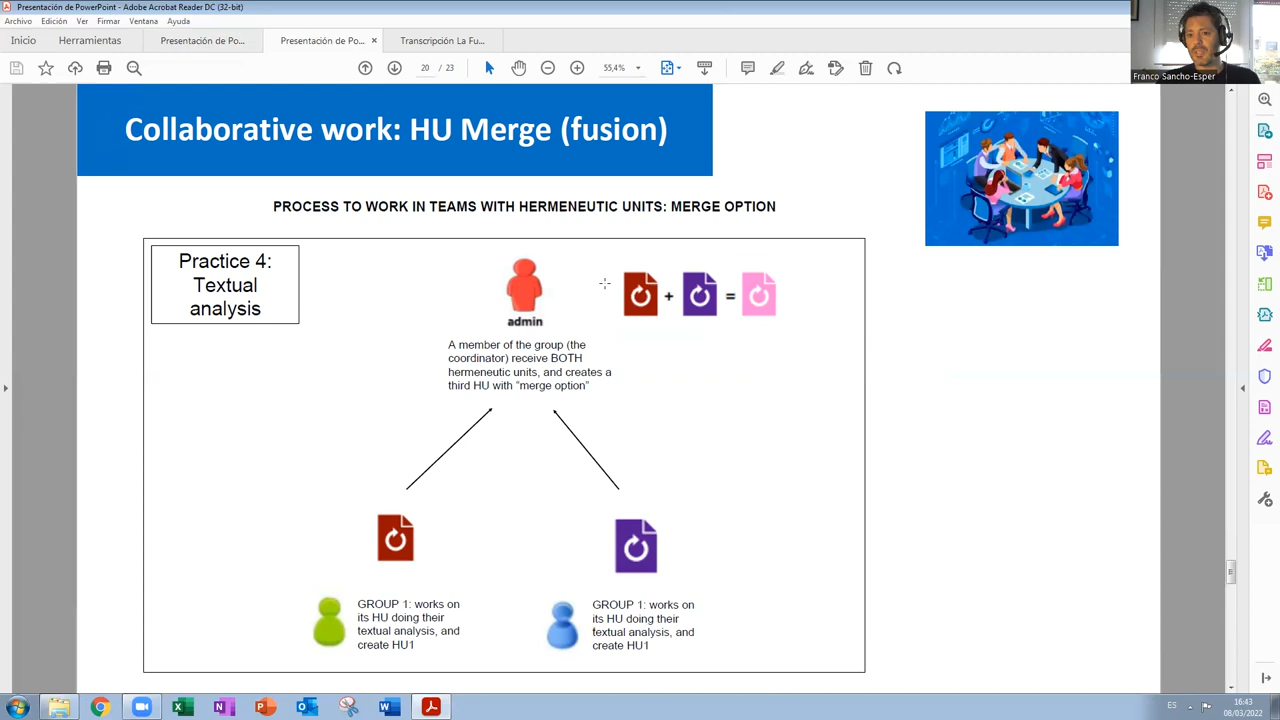 Presentación de PowerPoint - Adobe Acrobat Reader DC (32-bit)
Archivo Edición Ver Firmar Ventana Ayuda
Inicio Herramientas Presentación de Po... Presentación de Po... × Transcripción La Fu...
20 / 23 55,4%
Franco Sancho-Esper
Collaborative work: HU Merge (fusion)
PROCESS TO WORK IN TEAMS WITH HERMENEUTIC UNITS: MERGE OPTION
Practice 4:
Textual
analysis
+ =
admin
A member of the group (the
coordinator) receive BOTH
hermeneutic units, and creates a
third HU with “merge option”
GROUP 1: works on
its HU doing their
textual analysis, and
create HU1
GROUP 1: works on
its HU doing their
textual analysis, and
create HU1
ES
16:43
08/03/2022